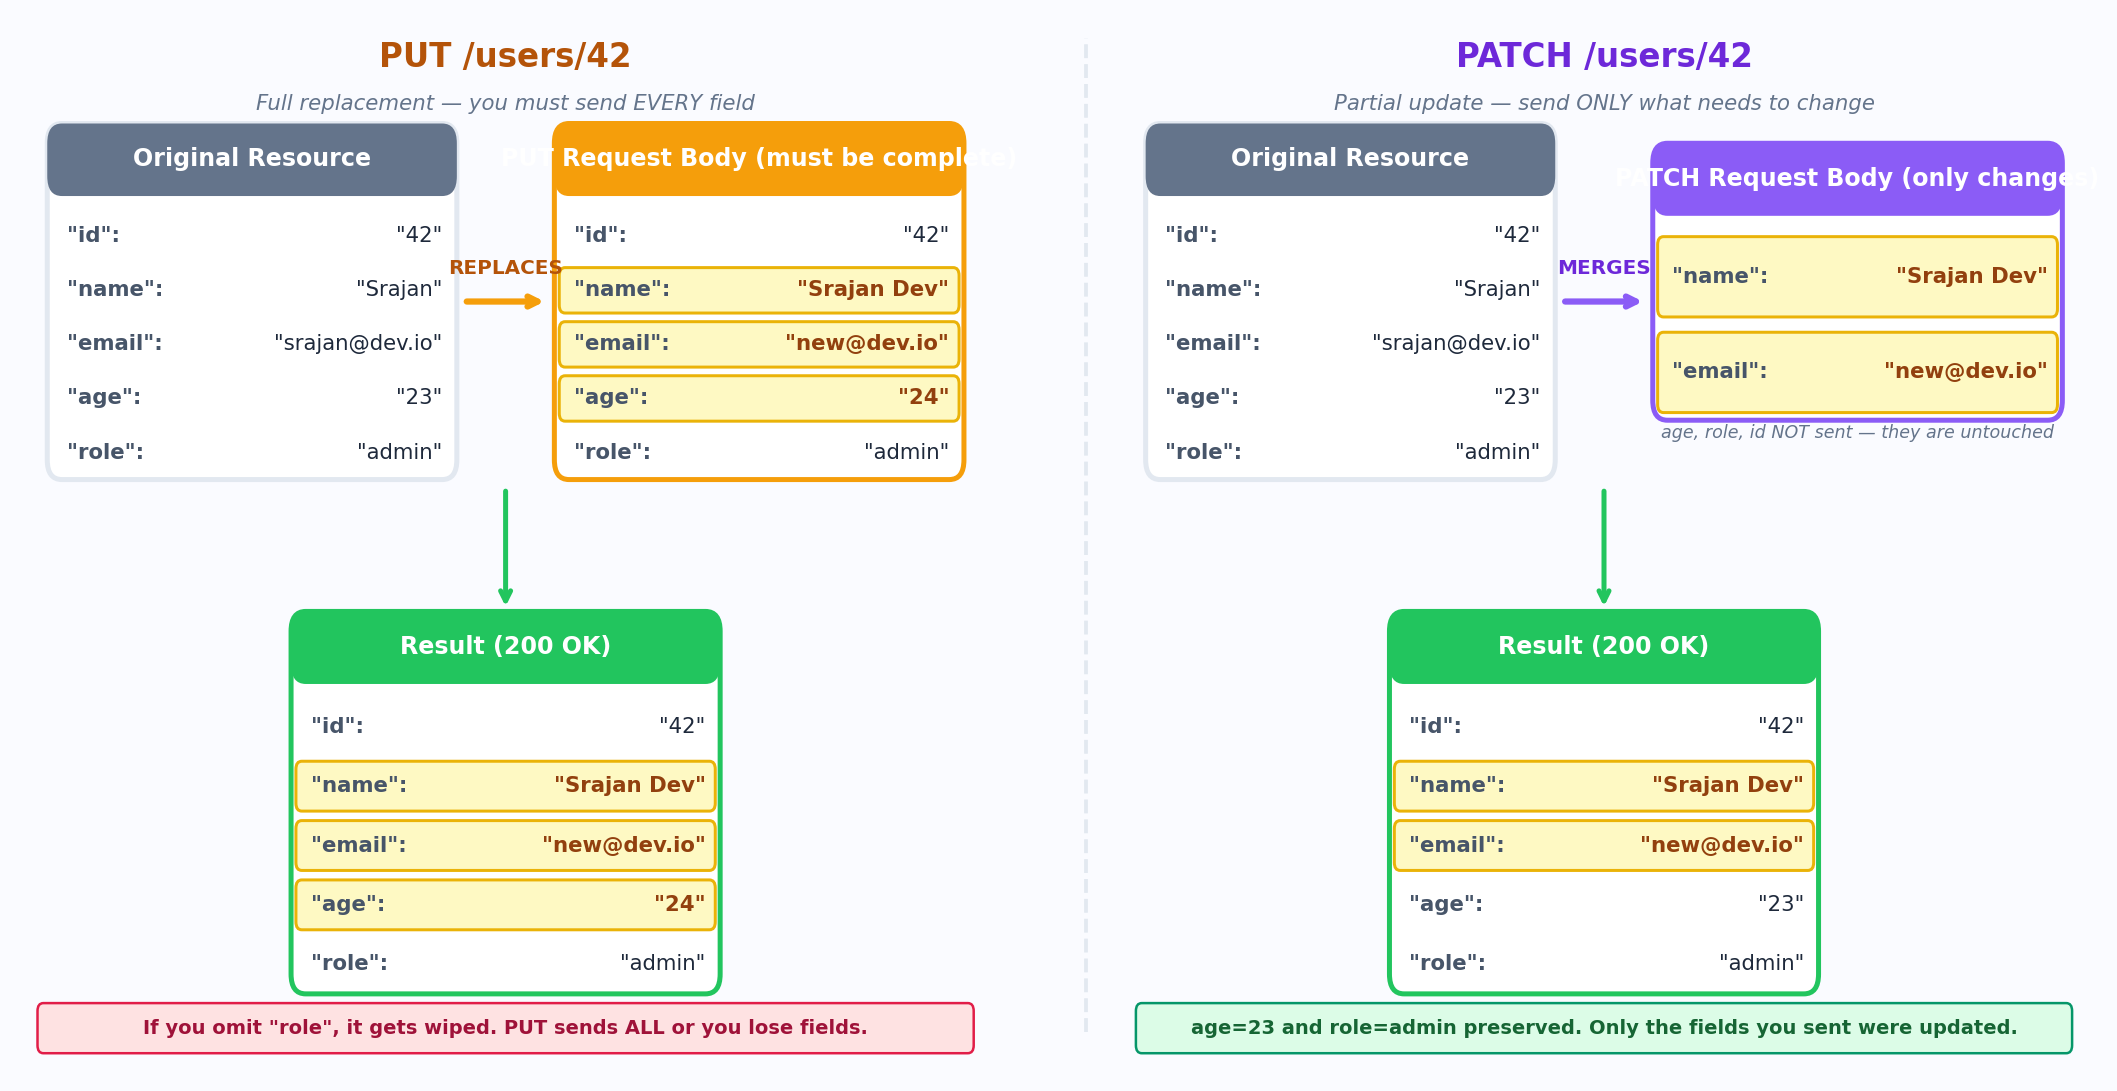 PUT /users/42
Full replacement — you must send EVERY field
Original Resource
"id": "42"
"name": "Srajan"
"email": "srajan@dev.io"
"age": "23"
"role": "admin"
REPLACES
PUT Request Body (must be complete)
"id": "42"
"name": "Srajan Dev"
"email": "new@dev.io"
"age": "24"
"role": "admin"
Result (200 OK)
"id": "42"
"name": "Srajan Dev"
"email": "new@dev.io"
"age": "24"
"role": "admin"
If you omit "role", it gets wiped. PUT sends ALL or you lose fields.
PATCH /users/42
Partial update — send ONLY what needs to change
Original Resource
"id": "42"
"name": "Srajan"
"email": "srajan@dev.io"
"age": "23"
"role": "admin"
MERGES
PATCH Request Body (only changes)
"name": "Srajan Dev"
"email": "new@dev.io"
age, role, id NOT sent — they are untouched
Result (200 OK)
"id": "42"
"name": "Srajan Dev"
"email": "new@dev.io"
"age": "23"
"role": "admin"
age=23 and role=admin preserved. Only the fields you sent were updated.